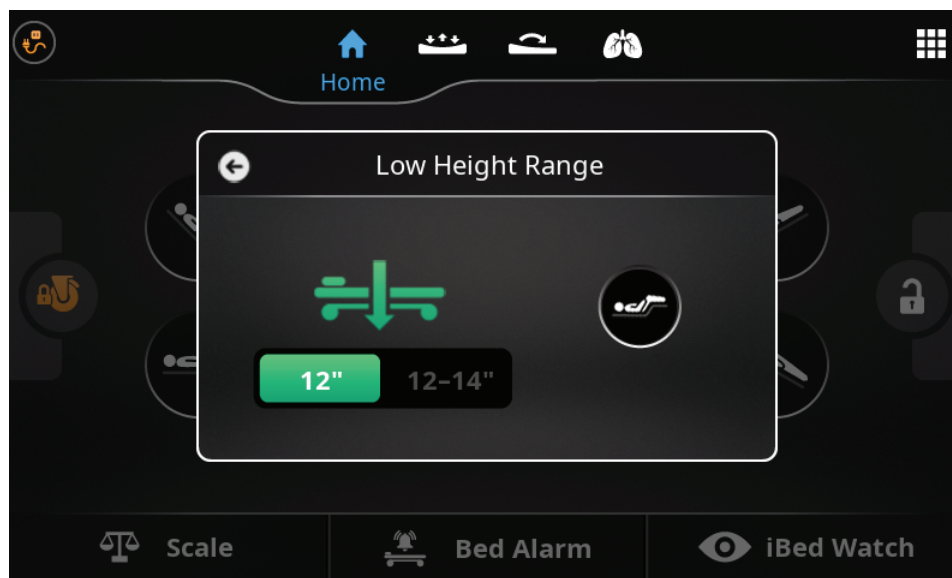 Home
Low Height Range
12"
12–14"
Scale
Bed Alarm
iBed Watch